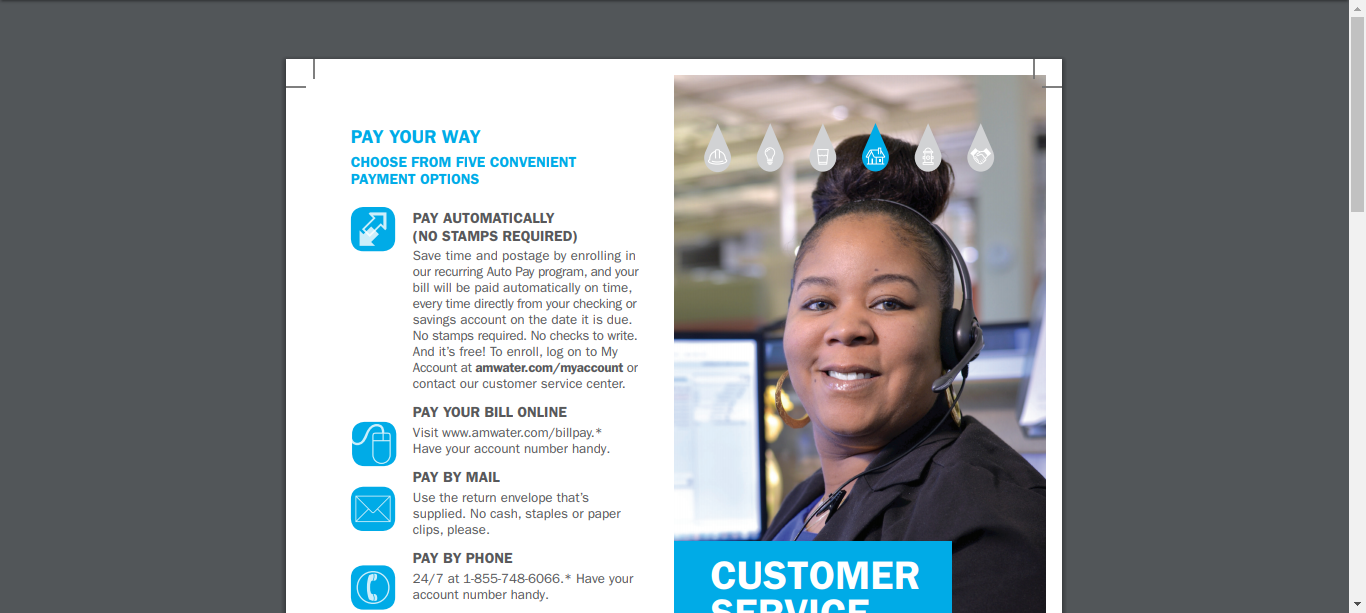 PAY YOUR WAY
CHOOSE FROM FIVE CONVENIENT
PAYMENT OPTIONS
PAY AUTOMATICALLY
(NO STAMPS REQUIRED)
Save time and postage by enrolling in
our recurring Auto Pay program, and your
bill will be paid automatically on time,
every time directly from your checking or
savings account on the date it is due.
No stamps required. No checks to write.
And it's free! To enroll, log on to My
Account at amwater.com/myaccount or
contact our customer service center.
PAY YOUR BILL ONLINE
Visit www.amwater.com/billpay.*
Have your account number handy.
PAY BY MAIL
Use the return envelope that's
supplied. No cash, staples or paper
clips, please.
PAY BY PHONE
24/7 at 1-855-748-6066.* Have your
account number handy.
CUSTOMER
SERVICE